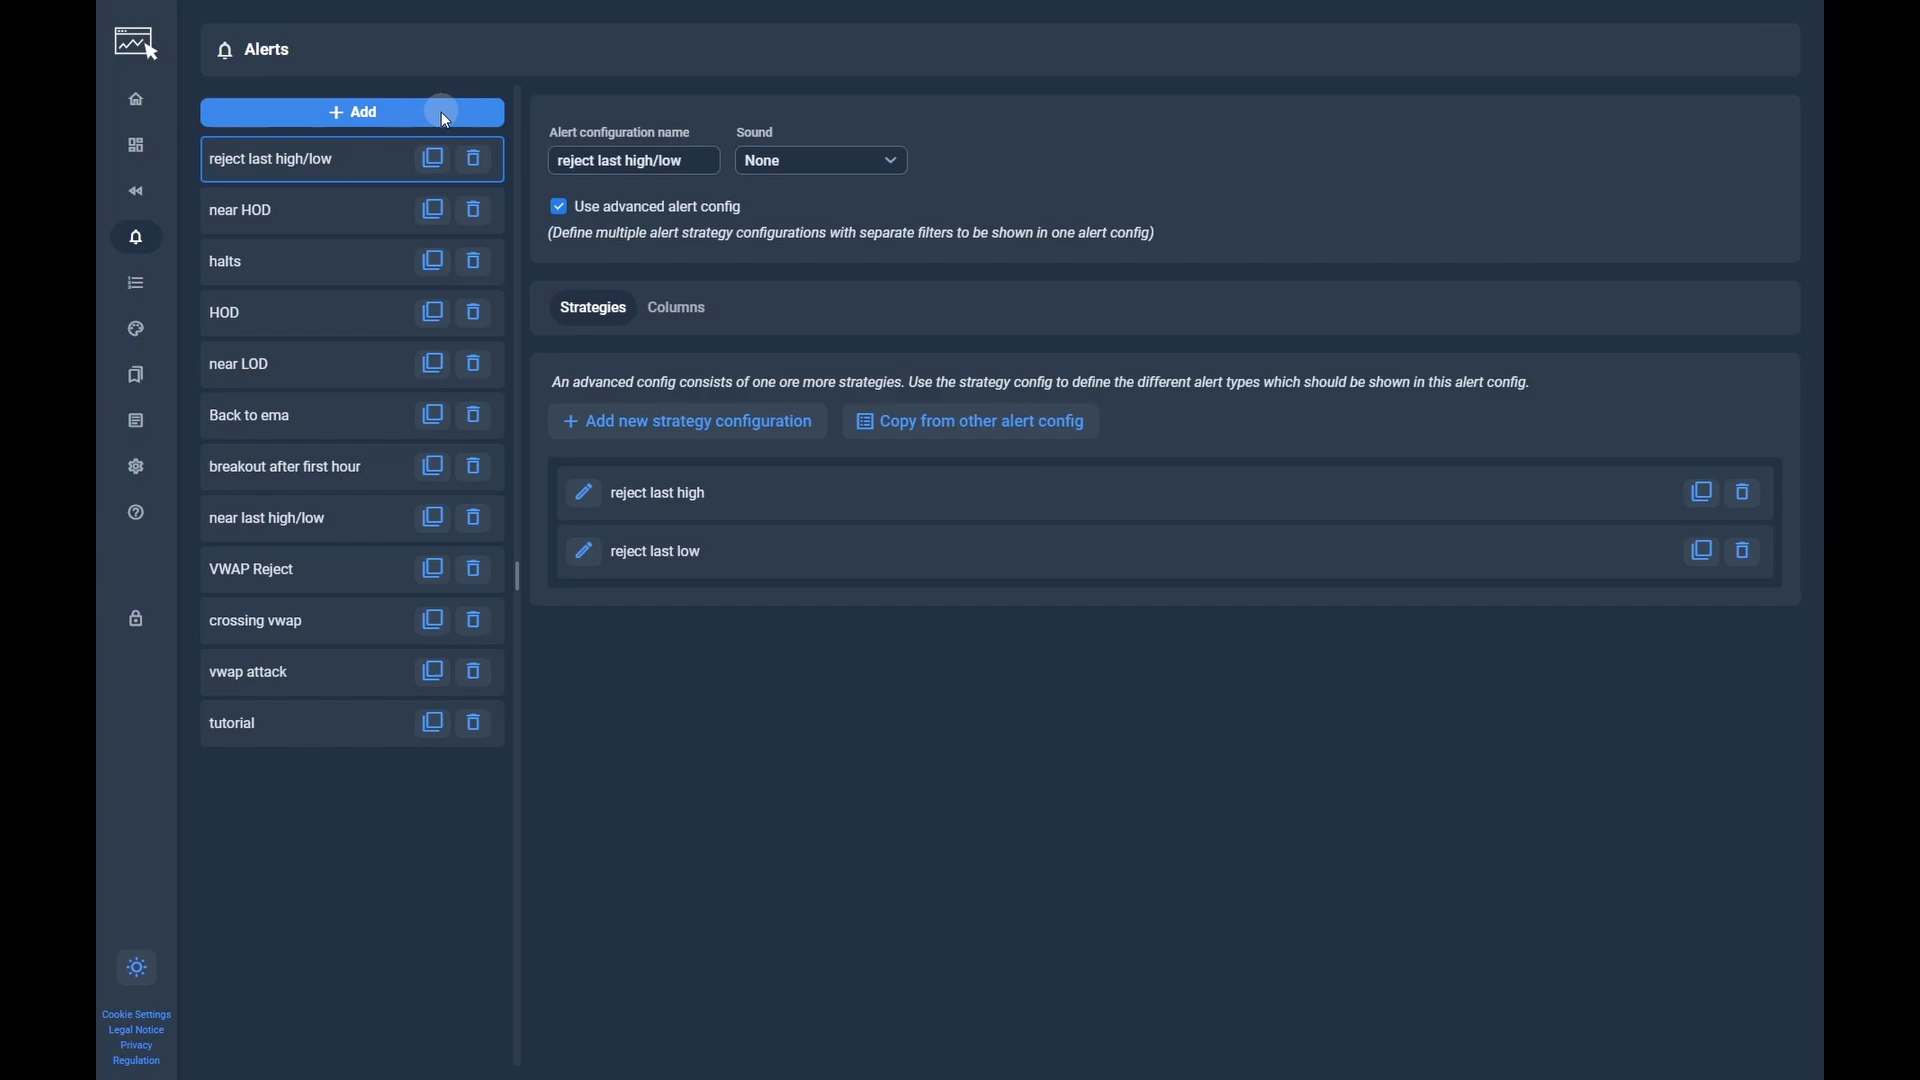 Alerts
Add
reject last high/low
near HOD
halts
HOD
near LOD
Back to ema
breakout after first hour
near last high/low
VWAP Reject
crossing vwap
vwap attack
tutorial
Alert configuration name
Sound
reject last high/low
None
Use advanced alert config
(Define multiple alert strategy configurations with separate filters to be shown in one alert config)
Strategies
Columns
An advanced config consists of one ore more strategies. Use the strategy config to define the different alert types which should be shown in this alert config.
Add new strategy configuration
Copy from other alert config
reject last high
reject last low
Cookie Settings
Legal Notice
Privacy
Regulation